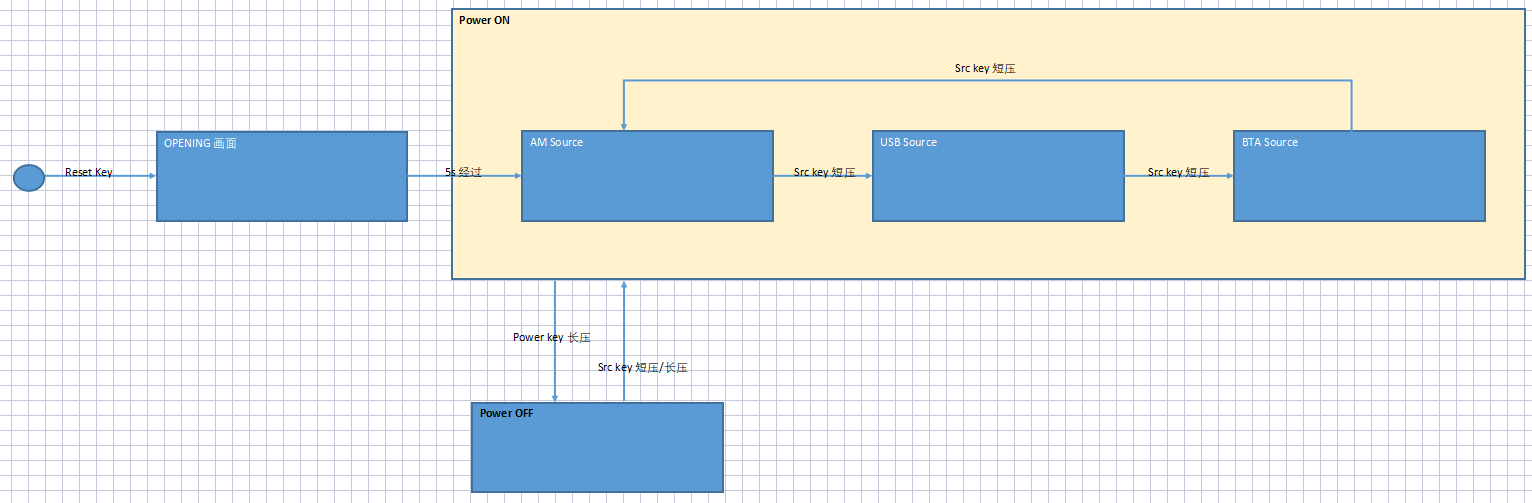 Power ON
Src key 短压
OPENING 画面
AM Source
USB Source
BTA Source
Reset Key
5s 经过
Src key 短压
Src key 短压
Power key 长压
Src key 短压/长压
Power OFF